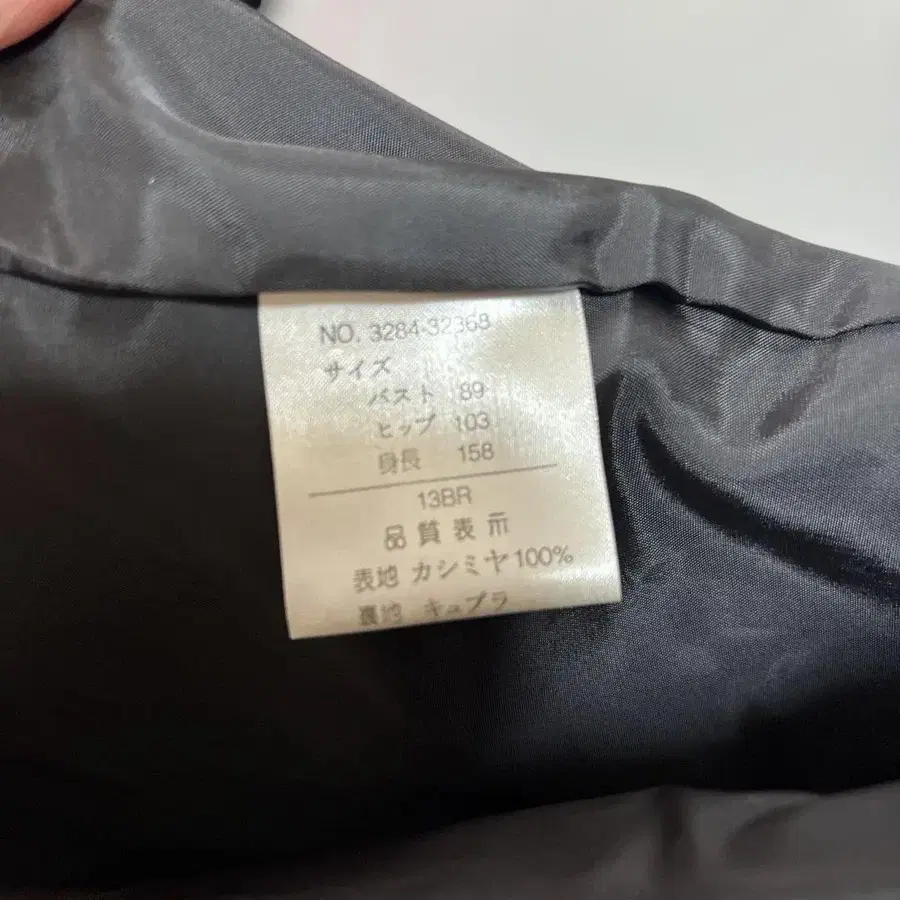 NO. 3284-32368
サイズ
バスト 89
ヒップ 103
身長 158
13BR
品質表示
表地 カシミヤ100%
裏地 キュプラ